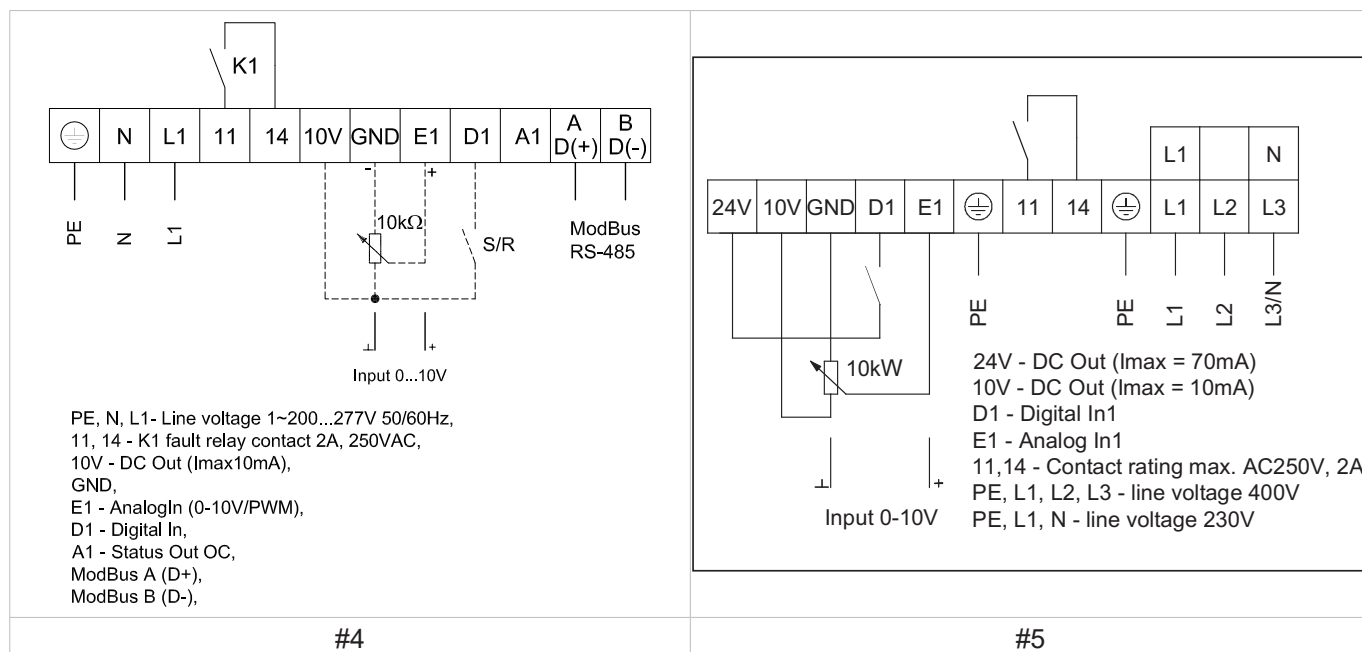 K1
N L1 11 14 10V GND E1 D1 A1 A D(+) B D(-)
- +
PE N L1
10kΩ
S/R
ModBus
RS-485
⊥ +
Input 0...10V
PE, N, L1- Line voltage 1~200...277V 50/60Hz,
11, 14 - K1 fault relay contact 2A, 250VAC,
10V - DC Out (Imax10mA),
GND,
E1 - AnalogIn (0-10V/PWM),
D1 - Digital In,
A1 - Status Out OC,
ModBus A (D+),
ModBus B (D-),
#4
L1 N
24V 10V GND D1 E1 11 14 L1 L2 L3
PE PE L1 L2 L3/N
10kW
⊥ +
Input 0-10V
24V - DC Out (Imax = 70mA)
10V - DC Out (Imax = 10mA)
D1 - Digital In1
E1 - Analog In1
11,14 - Contact rating max. AC250V, 2A
PE, L1, L2, L3 - line voltage 400V
PE, L1, N - line voltage 230V
#5